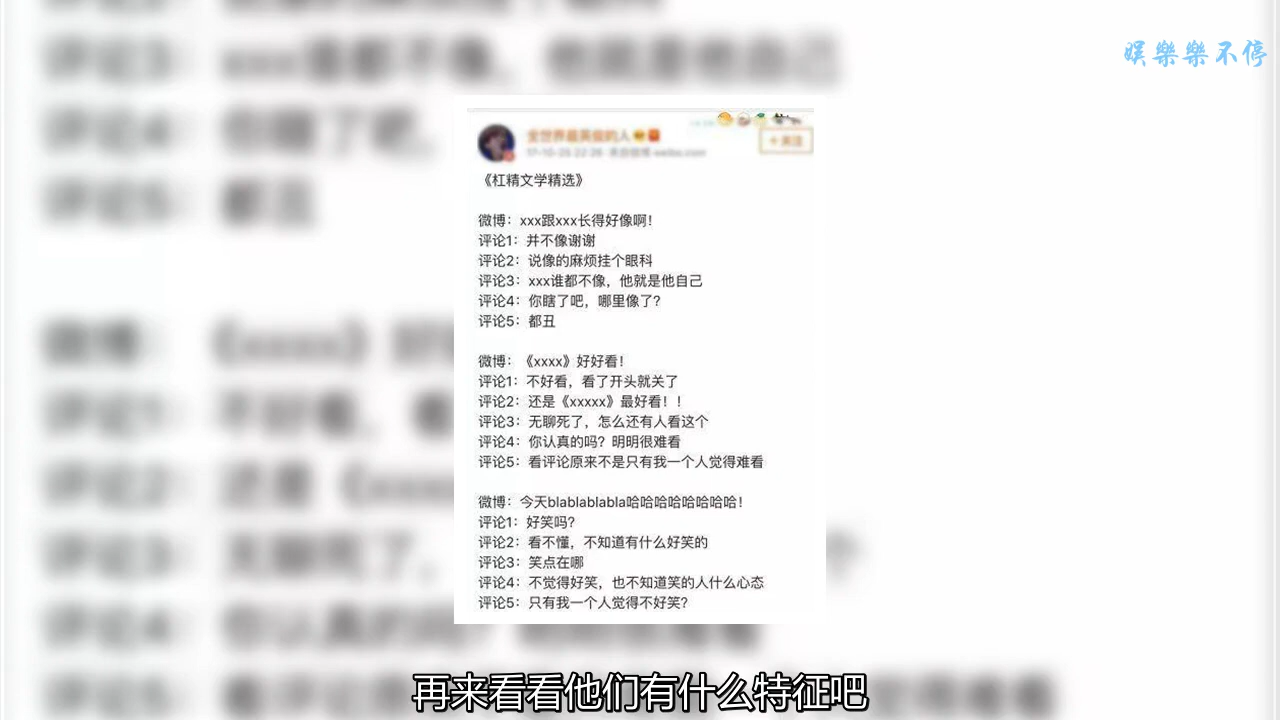 娱樂樂不停
全世界最英俊的人
+关注
《杠精文学精选》
微博：xxx跟xxx长得好像啊！
评论1：并不像谢谢
评论2：说像的麻烦挂个眼科
评论3：xxx谁都不像，他就是他自己
评论4：你瞎了吧，哪里像了？
评论5：都丑
微博：《xxxx》好好看！
评论1：不好看，看了开头就关了
评论2：还是《xxxxx》最好看！！
评论3：无聊死了，怎么还有人看这个
评论4：你认真的吗？明明很难看
评论5：看评论原来不是只有我一个人觉得难看
微博：今天blablablabla哈哈哈哈哈哈哈哈！
评论1：好笑吗？
评论2：看不懂，不知道有什么好笑的
评论3：笑点在哪
评论4：不觉得好笑，也不知道笑的人什么心态
评论5：只有我一个人觉得不好笑？
再来看看他们有什么特征吧